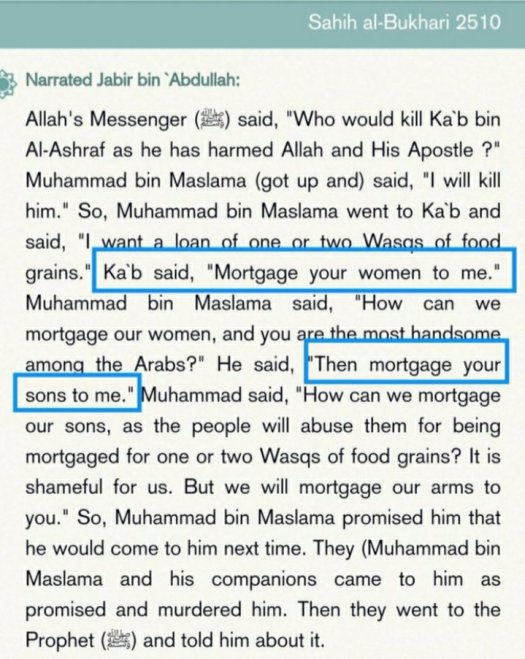 Sahih al-Bukhari 2510
Narrated Jabir bin `Abdullah:
Allah's Messenger (ﷺ) said, "Who would kill Ka`b bin
Al-Ashraf as he has harmed Allah and His Apostle ?"
Muhammad bin Maslama (got up and) said, "I will kill
him." So, Muhammad bin Maslama went to Ka`b and
said, "I want a loan of one or two Wasqs of food
grains." Ka`b said, "Mortgage your women to me."
Muhammad bin Maslama said, "How can we
mortgage our women, and you are the most handsome
among the Arabs?" He said, "Then mortgage your
sons to me." Muhammad said, "How can we mortgage
our sons, as the people will abuse them for being
mortgaged for one or two Wasqs of food grains? It is
shameful for us. But we will mortgage our arms to
you." So, Muhammad bin Maslama promised him that
he would come to him next time. They (Muhammad bin
Maslama and his companions came to him as
promised and murdered him. Then they went to the
Prophet (ﷺ) and told him about it.